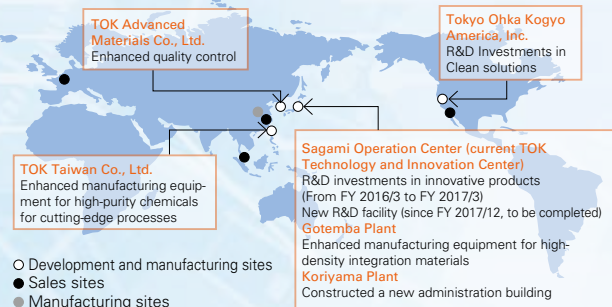 TOK Advanced
Materials Co., Ltd.
Enhanced quality control
Tokyo Ohka Kogyo
America, Inc.
R&D Investments in
Clean solutions
TOK Taiwan Co., Ltd.
Enhanced manufacturing equip-
ment for high-purity chemicals
for cutting-edge processes
Sagami Operation Center (current TOK
Technology and Innovation Center)
R&D investments in innovative products
(From FY 2016/3 to FY 2017/3)
New R&D facility (since FY 2017/12, to be completed)
Gotemba Plant
Enhanced manufacturing equipment for high-
density integration materials
Koriyama Plant
Constructed a new administration building
Development and manufacturing sites
Sales sites
Manufacturing sites